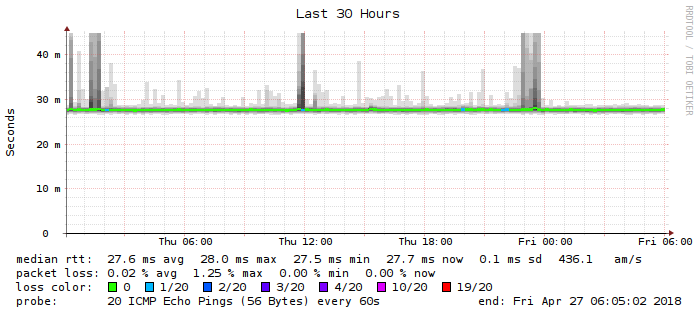 Last 30 Hours
RRDTOOL / TOBI OETIKER
Seconds
40 m
30 m
20 m
10 m
0
Thu 06:00 Thu 12:00 Thu 18:00 Fri 00:00 Fri 06:00
median rtt: 27.6 ms avg 28.0 ms max 27.5 ms min 27.7 ms now 0.1 ms sd 436.1 am/s
packet loss: 0.02 % avg 1.25 % max 0.00 % min 0.00 % now
loss color: 0 1/20 2/20 3/20 4/20 10/20 19/20
probe: 20 ICMP Echo Pings (56 Bytes) every 60s end: Fri Apr 27 06:05:02 2018